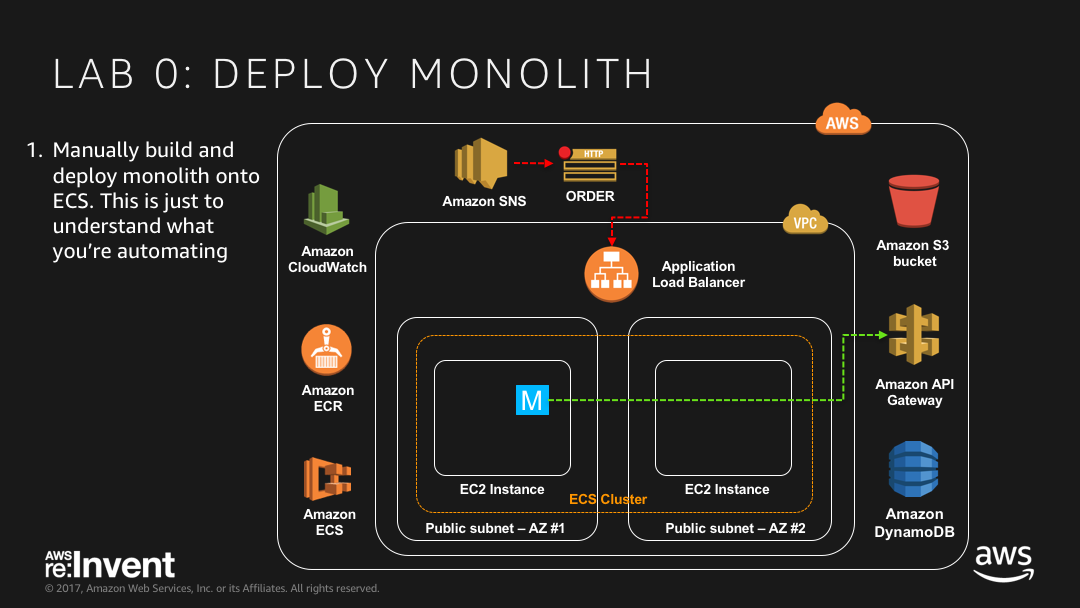 LAB 0: DEPLOY MONOLITH
1. Manually build and
deploy monolith onto
ECS. This is just to
understand what
you're automating
AWS
Amazon SNS
HTTP
ORDER
VPC
Amazon
CloudWatch
Amazon S3
bucket
Application
Load Balancer
Amazon
ECR
Amazon API
Gateway
M
EC2 Instance
EC2 Instance
ECS Cluster
Amazon
ECS
Public subnet – AZ #1
Public subnet – AZ #2
Amazon
DynamoDB
AWS
re:Invent
aws
© 2017, Amazon Web Services, Inc. or its Affiliates. All rights reserved.